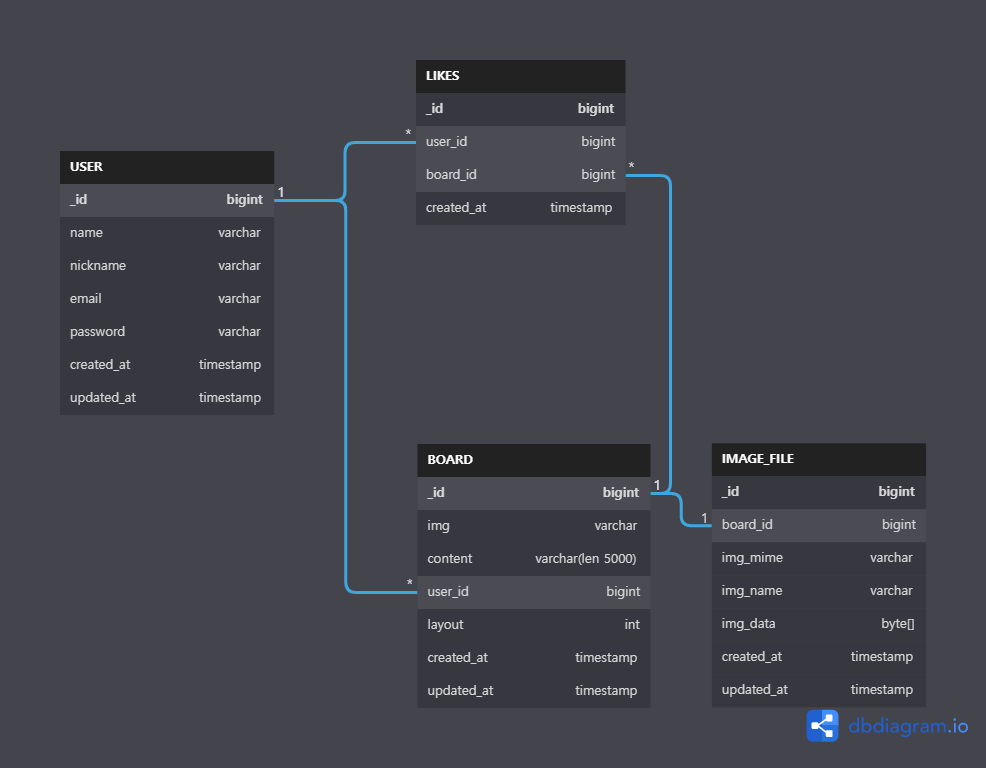 LIKES
_id bigint
user_id bigint
board_id bigint
created_at timestamp
*
*
USER
_id bigint
name varchar
nickname varchar
email varchar
password varchar
created_at timestamp
updated_at timestamp
1
BOARD
_id bigint
img varchar
content varchar(len 5000)
user_id bigint
layout int
created_at timestamp
updated_at timestamp
*
1
IMAGE_FILE
_id bigint
board_id bigint
img_mime varchar
img_name varchar
img_data byte[]
created_at timestamp
updated_at timestamp
1
dbdiagram.io